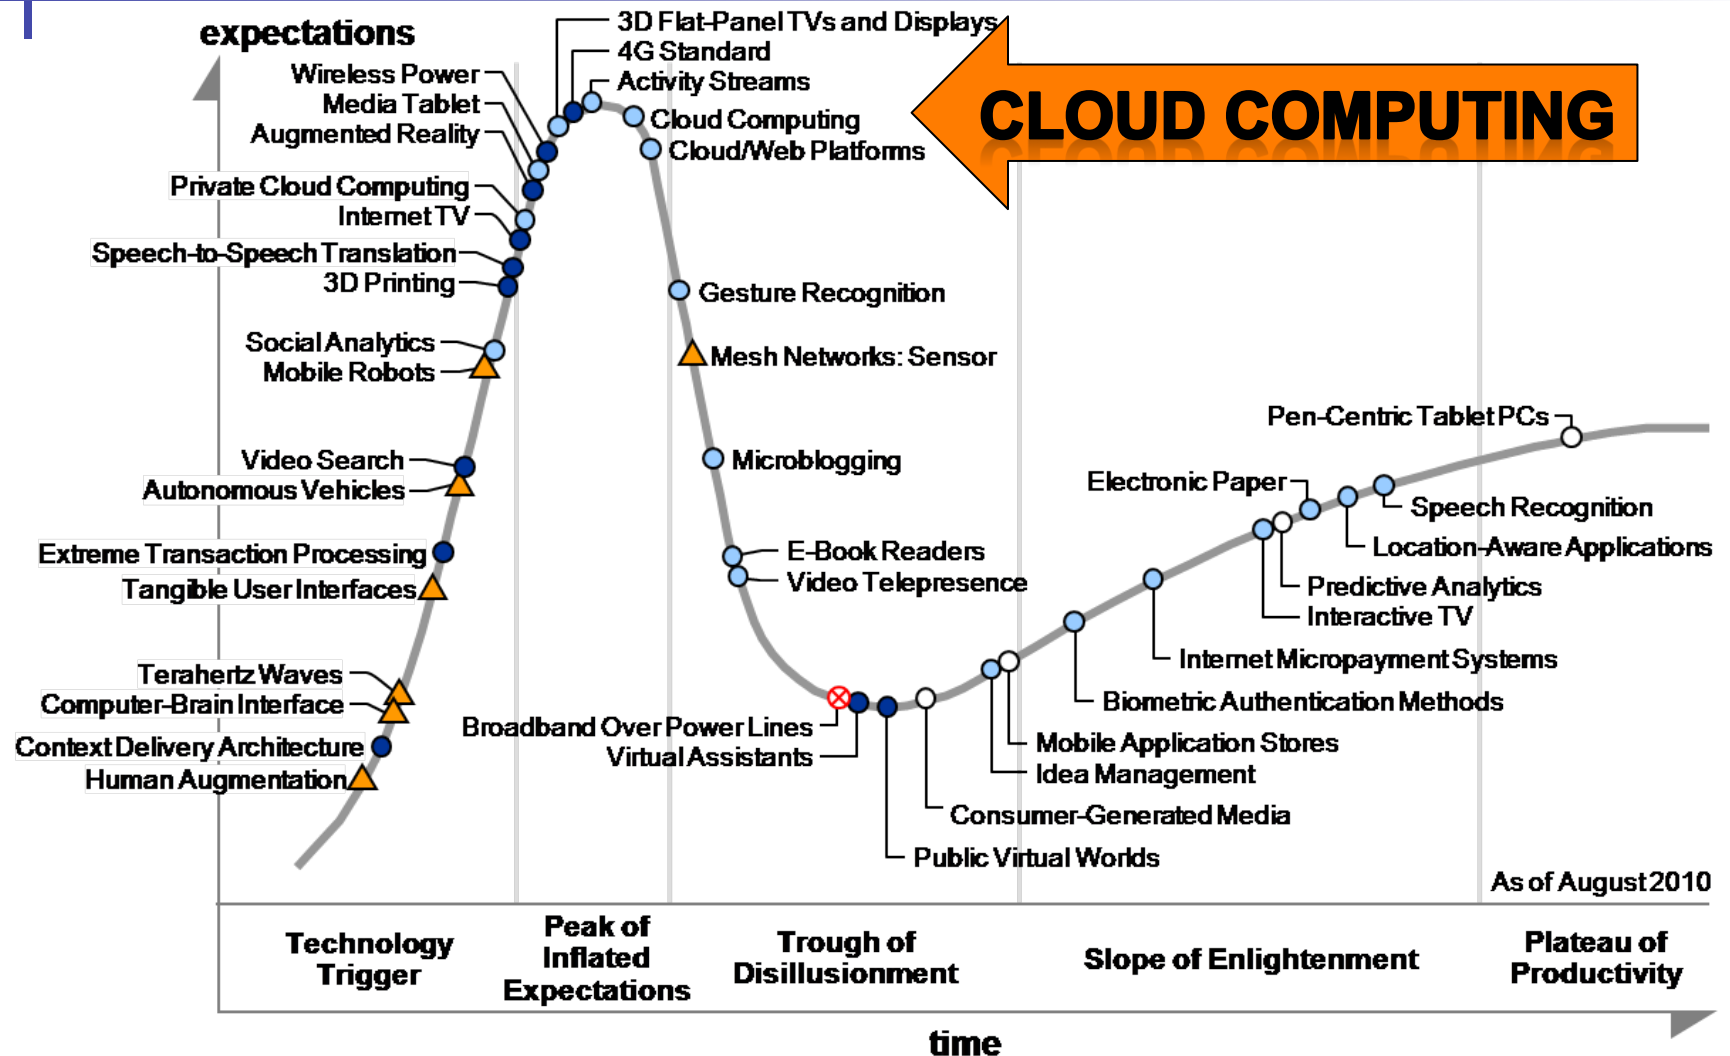 expectations
3D Flat-Panel TVs and Displays
4G Standard
Activity Streams
Wireless Power
Media Tablet
Augmented Reality
Cloud Computing
Cloud/Web Platforms
CLOUD COMPUTING
Private Cloud Computing
Internet TV
Speech-to-Speech Translation
3D Printing
Gesture Recognition
Social Analytics
Mobile Robots
Mesh Networks: Sensor
Video Search
Autonomous Vehicles
Microblogging
Pen-Centric Tablet PCs
Electronic Paper
Speech Recognition
Location-Aware Applications
Predictive Analytics
Interactive TV
Extreme Transaction Processing
Tangible User Interfaces
E-Book Readers
Video Telepresence
Internet Micropayment Systems
Biometric Authentication Methods
Terahertz Waves
Computer-Brain Interface
Context Delivery Architecture
Human Augmentation
Broadband Over Power Lines
Virtual Assistants
Mobile Application Stores
Idea Management
Consumer-Generated Media
Public Virtual Worlds
As of August 2010
Technology
Trigger
Peak of
Inflated
Expectations
Trough of
Disillusionment
Slope of Enlightenment
Plateau of
Productivity
time